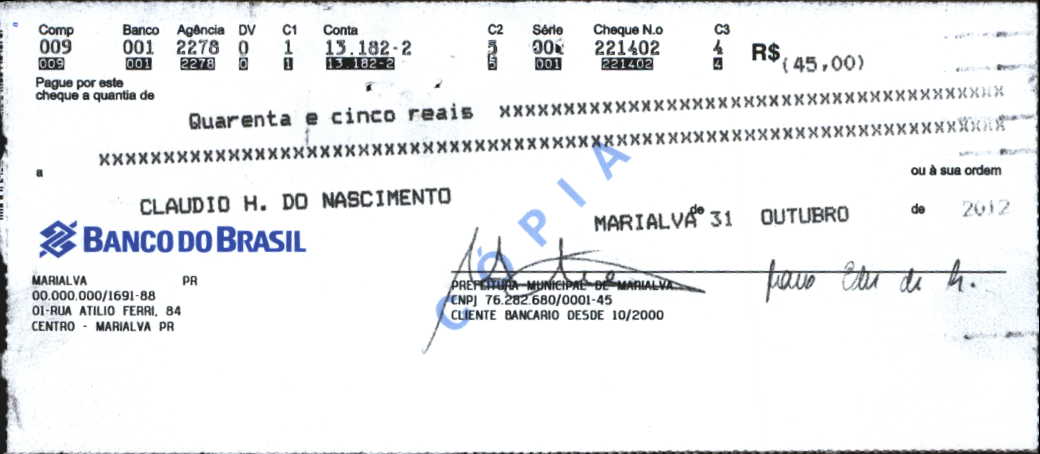 Comp Banco Agência DV C1 Conta C2 Série Cheque N.o C3
009 001 2278 0 1 13.182-2 5 001 221402 4 R$ (45,00)
009 001 2278 0 1 13.182-2 5 001 221402 4
Pague por este
cheque a quantia de
Quarenta e cinco reais xxxxxxxxxxxxxxxxxxxxxxxxxxxxxxxxxxxxxxxxxxx
xxxxxxxxxxxxxxxxxxxxxxxxxxxxxxxxxxxxxxxxxxxxxxxxxxxxxxxxxxxxxxxxxxxxxxxxxx
a ou à sua ordem
CLAUDIO H. DO NASCIMENTO
MARIALVA de 31 OUTUBRO de 2012
BANCO DO BRASIL
CÓPIA
MARIALVA PR
00.000.000/1691-88
01-RUA ATILIO FERRI, 84
CENTRO - MARIALVA PR
PREFEITURA MUNICIPAL DE MARIALVA
CNPJ 76.282.680/0001-45
CLIENTE BANCARIO DESDE 10/2000